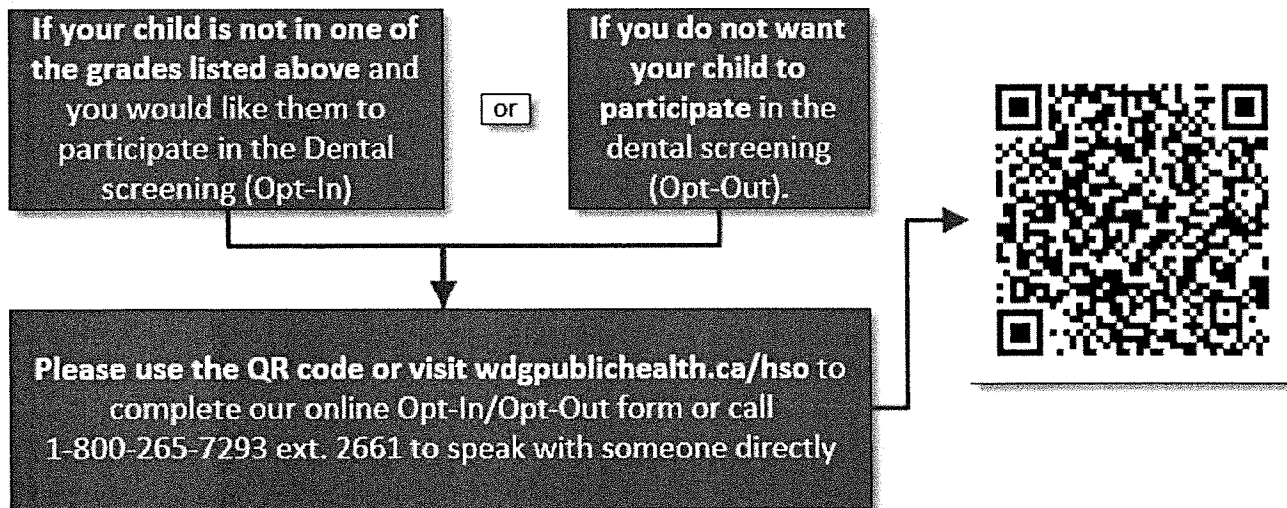 If your child is not in one of
the grades listed above and
you would like them to
participate in the Dental
screening (Opt-In)
or
If you do not want
your child to
participate in the
dental screening
(Opt-Out).
Please use the QR code or visit wdgpublichealth.ca/hso to
complete our online Opt-In/Opt-Out form or call
1-800-265-7293 ext. 2661 to speak with someone directly